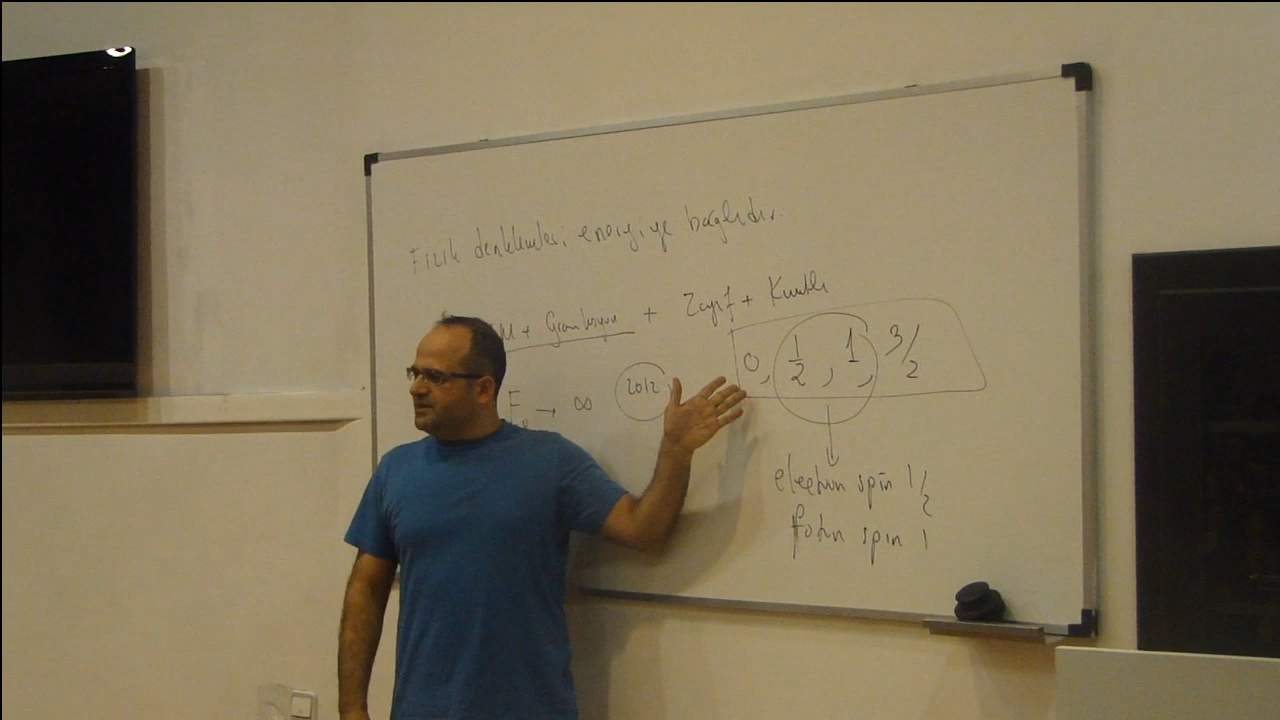 Fizik denklemleri enerjiye bağlıdır.
M + Gravitasyon + Zayıf + Kuvvetli
E → ∞ 2012
0, 1/2, 1, 3/2
elektron spin 1/2
foton spin 1